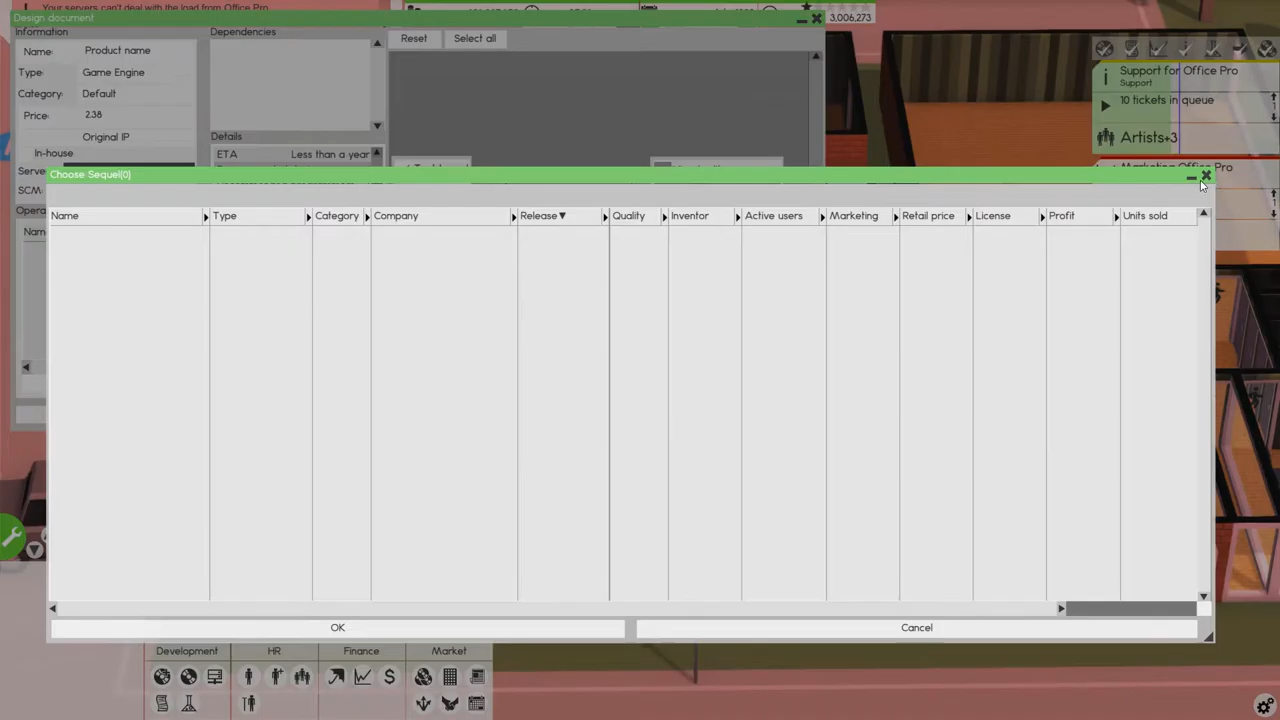 Your servers can't deal with the load from Office Pro
Design document
3,006,273
Information
Dependencies
Reset
Select all
Name:
Product name
Type:
Game Engine
Category:
Default
Price:
2.38
Original IP
In-house
Details
ETA
Less than a year
SCM
Support for Office Pro
Support
10 tickets in queue
Artists+3
Marketing Office Pro
Choose Sequel(0)
Name
Type
Category
Company
Release
Quality
Inventor
Active users
Marketing
Retail price
License
Profit
Units sold
OK
Cancel
Development
HR
Finance
Market